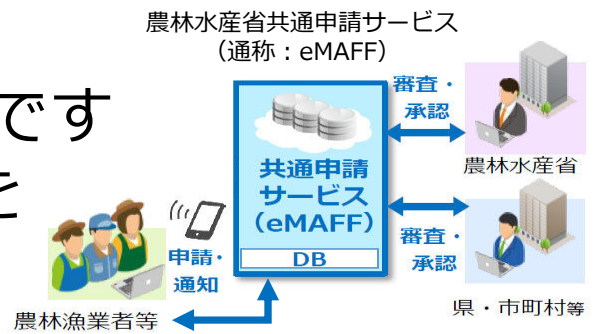 農林水産省共通申請サービス
(通称:eMAFF)
です
と
審査・
承認
共通申請
サービス
(eMAFF)
DB
農林水産省
申請・
通知
審査・
承認
農林漁業者等
県・市町村等